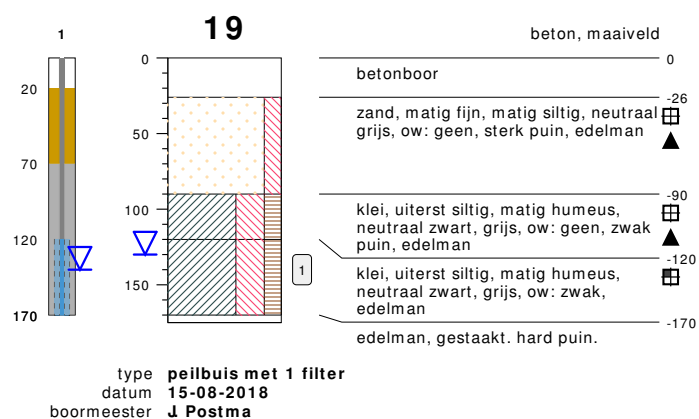 1
19
beton, maaiveld
0
20
70
120
170
0
50
100
150
1
betonboor
-26
zand, matig fijn, matig siltig, neutraal
grijs, ow: geen, sterk puin, edelman
-90
klei, uiterst siltig, matig humeus,
neutraal zwart, grijs, ow: geen, zwak
puin, edelman
-120
klei, uiterst siltig, matig humeus,
neutraal zwart, grijs, ow: zwak,
edelman
-170
edelman, gestaakt. hard puin.
type peilbuis met 1 filter
datum 15-08-2018
boormeester J. Postma